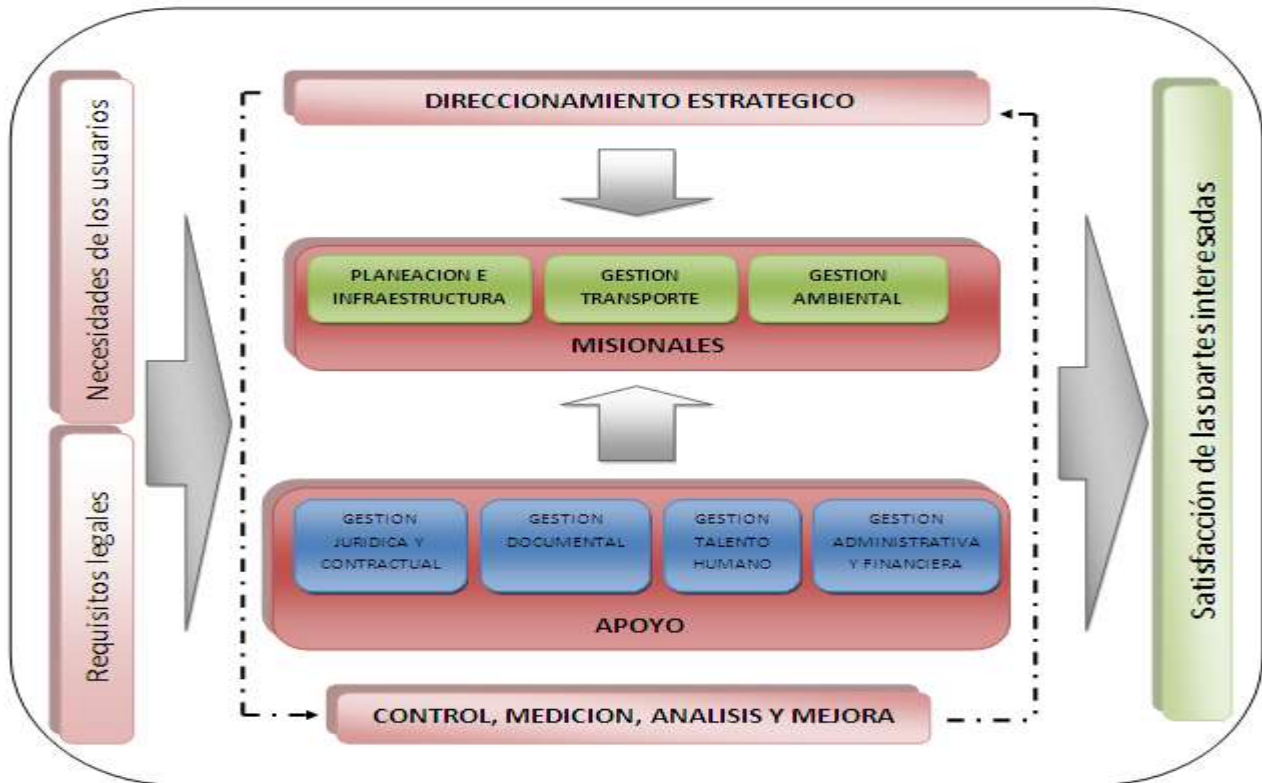 Necesidades de los usuarios
Requisitos legales
DIRECCIONAMIENTO ESTRATEGICO
PLANEACION E
INFRAESTRUCTURA
GESTION
TRANSPORTE
GESTION
AMBIENTAL
MISIONALES
GESTION
JURIDICA Y
CONTRACTUAL
GESTION
DOCUMENTAL
GESTION
TALENTO
HUMANO
GESTION
ADMINISTRATIVA
Y FINANCIERA
APOYO
CONTROL, MEDICION, ANALISIS Y MEJORA
Satisfacción de las partes interesadas